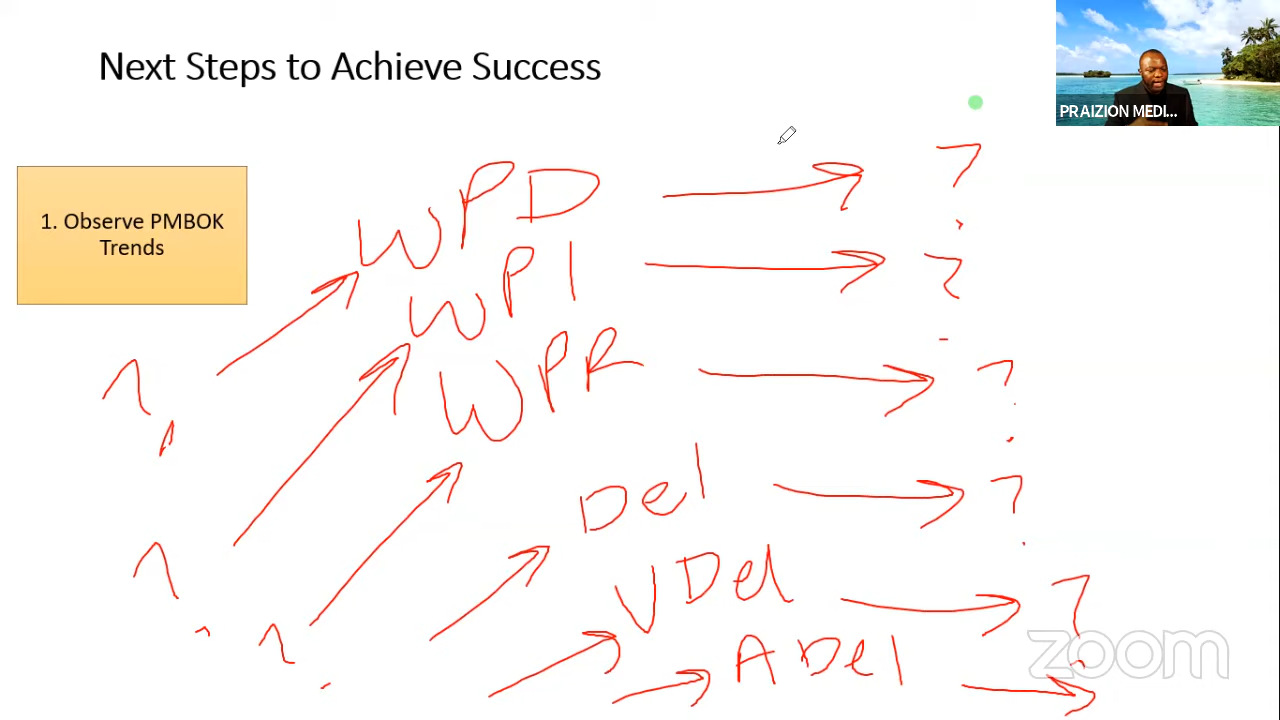 Next Steps to Achieve Success
PRAIZION MEDI...
1. Observe PMBOK
Trends
WPD
?
WPI
?
WPR
?
?
Del
?
?
VDel
?
?
ADel
?
zoom